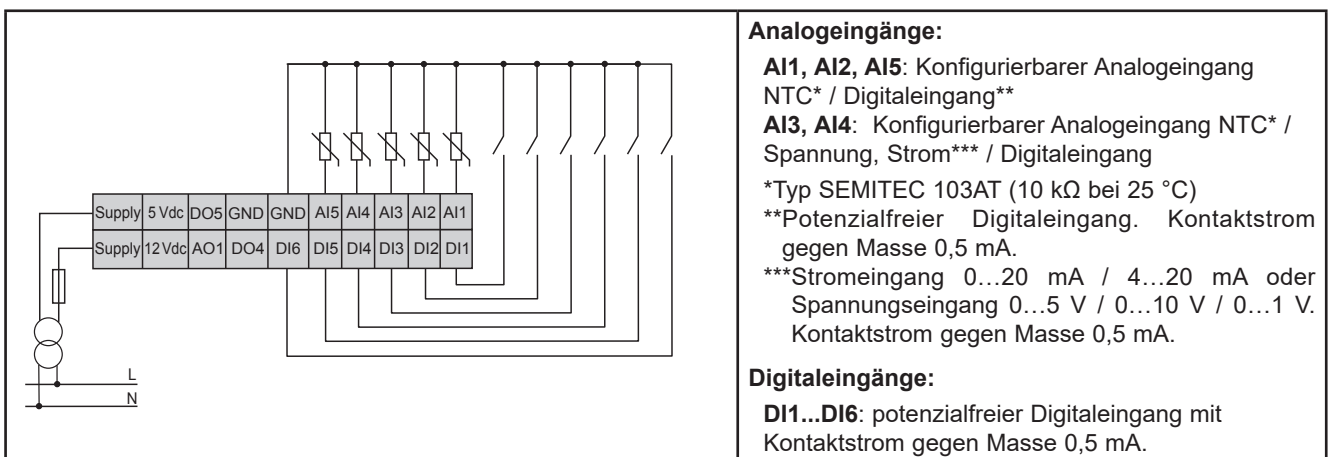 Supply 5 Vdc DO5 GND GND AI5 AI4 AI3 AI2 AI1
Supply 12 Vdc AO1 DO4 DI6 DI5 DI4 DI3 DI2 DI1
L
N
Analogeingänge:
AI1, AI2, AI5: Konfigurierbarer Analogeingang
NTC* / Digitaleingang**
AI3, AI4: Konfigurierbarer Analogeingang NTC* /
Spannung, Strom*** / Digitaleingang
*Typ SEMITEC 103AT (10 kΩ bei 25 °C)
**Potenzialfreier Digitaleingang. Kontaktstrom
gegen Masse 0,5 mA.
***Stromeingang 0…20 mA / 4…20 mA oder
Spannungseingang 0…5 V / 0…10 V / 0…1 V.
Kontaktstrom gegen Masse 0,5 mA.
Digitaleingänge:
DI1...DI6: potenzialfreier Digitaleingang mit
Kontaktstrom gegen Masse 0,5 mA.